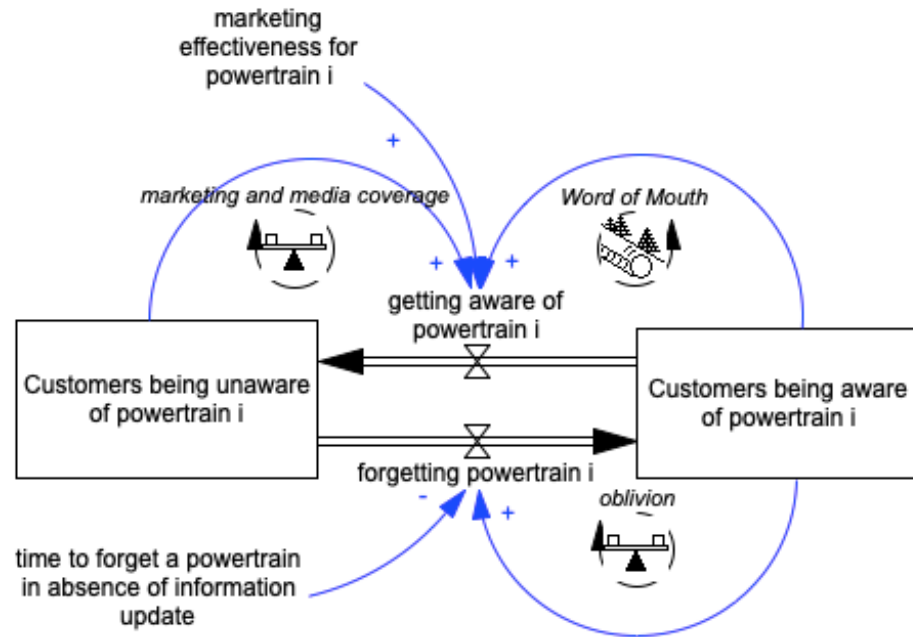 marketing
effectiveness for
powertrain i
+
marketing and media coverage
Word of Mouth
+
+
getting aware of
powertrain i
Customers being unaware
of powertrain i
Customers being aware
of powertrain i
forgetting powertrain i
-
+
oblivion
time to forget a powertrain
in absence of information
update